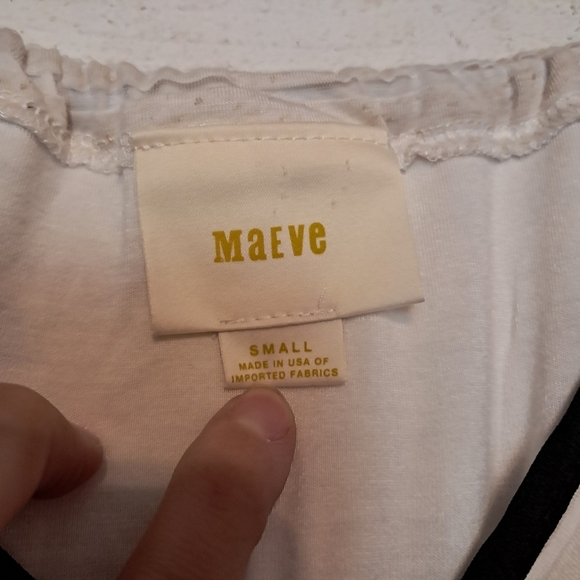 MaEVe
SMALL
MADE IN USA OF
IMPORTED FABRICS